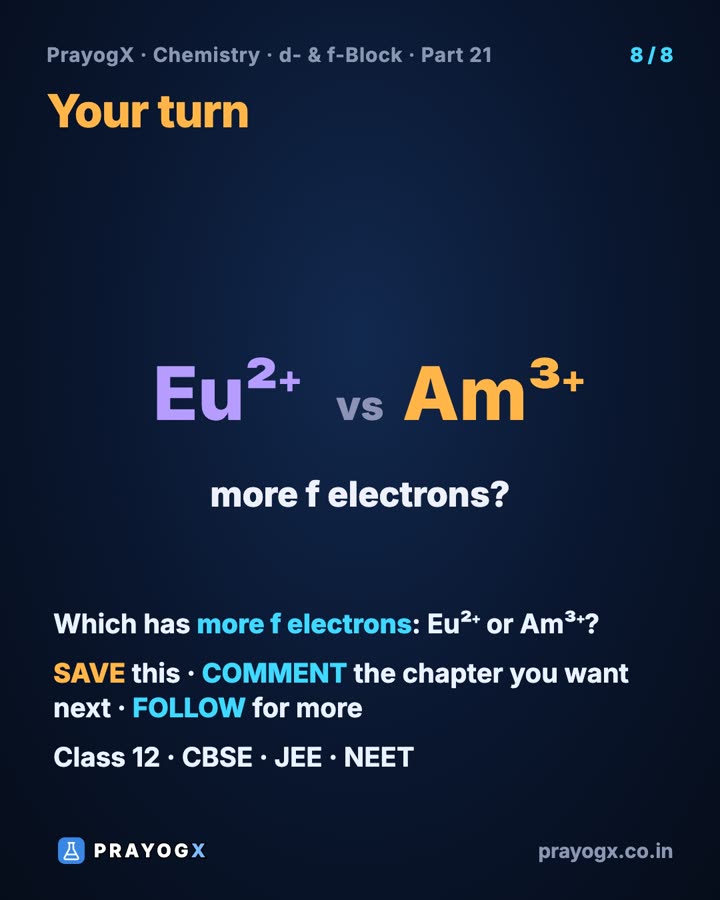 PrayogX · Chemistry · d- & f-Block · Part 21
8 / 8
Your turn
Eu²⁺ vs Am³⁺
more f electrons?
Which has more f electrons: Eu²⁺ or Am³⁺?
SAVE this · COMMENT the chapter you want
next · FOLLOW for more
Class 12 · CBSE · JEE · NEET
PRAYOGX
prayogx.co.in